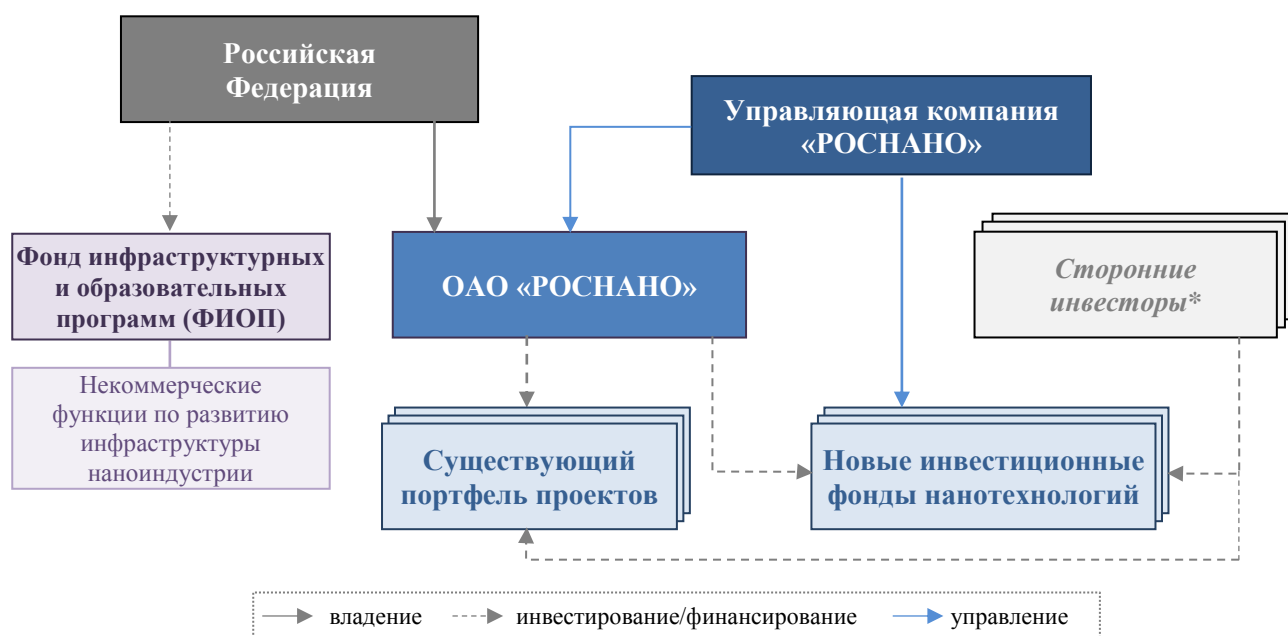 Российская
Федерация
Управляющая компания
«РОСНАНО»
Фонд инфраструктурных
и образовательных
программ (ФИОП)
ОАО «РОСНАНО»
Сторонние
инвесторы*
Некоммерческие
функции по развитию
инфраструктуры
наноиндустрии
Существующий
портфель проектов
Новые инвестиционные
фонды нанотехнологий
владение
инвестирование/финансирование
управление